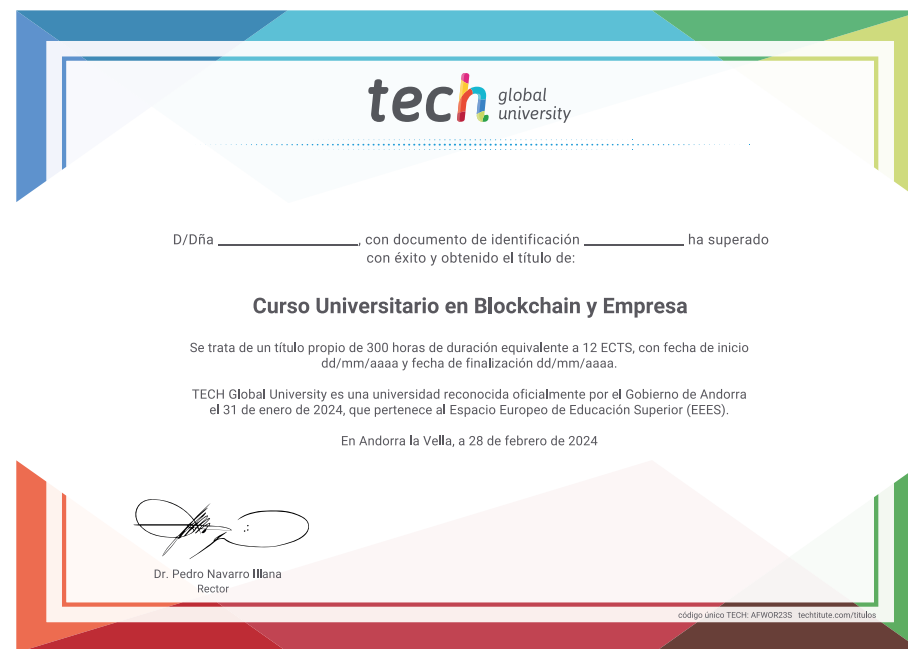 tech global university
D/Dña ____________________, con documento de identificación ______________ ha superado
con éxito y obtenido el título de:
Curso Universitario en Blockchain y Empresa
Se trata de un título propio de 300 horas de duración equivalente a 12 ECTS, con fecha de inicio
dd/mm/aaaa y fecha de finalización dd/mm/aaaa.
TECH Global University es una universidad reconocida oficialmente por el Gobierno de Andorra
el 31 de enero de 2024, que pertenece al Espacio Europeo de Educación Superior (EEES).
En Andorra la Vella, a 28 de febrero de 2024
Dr. Pedro Navarro Illana
Rector
código único TECH: AFWOR23S techtitute.com/titulos